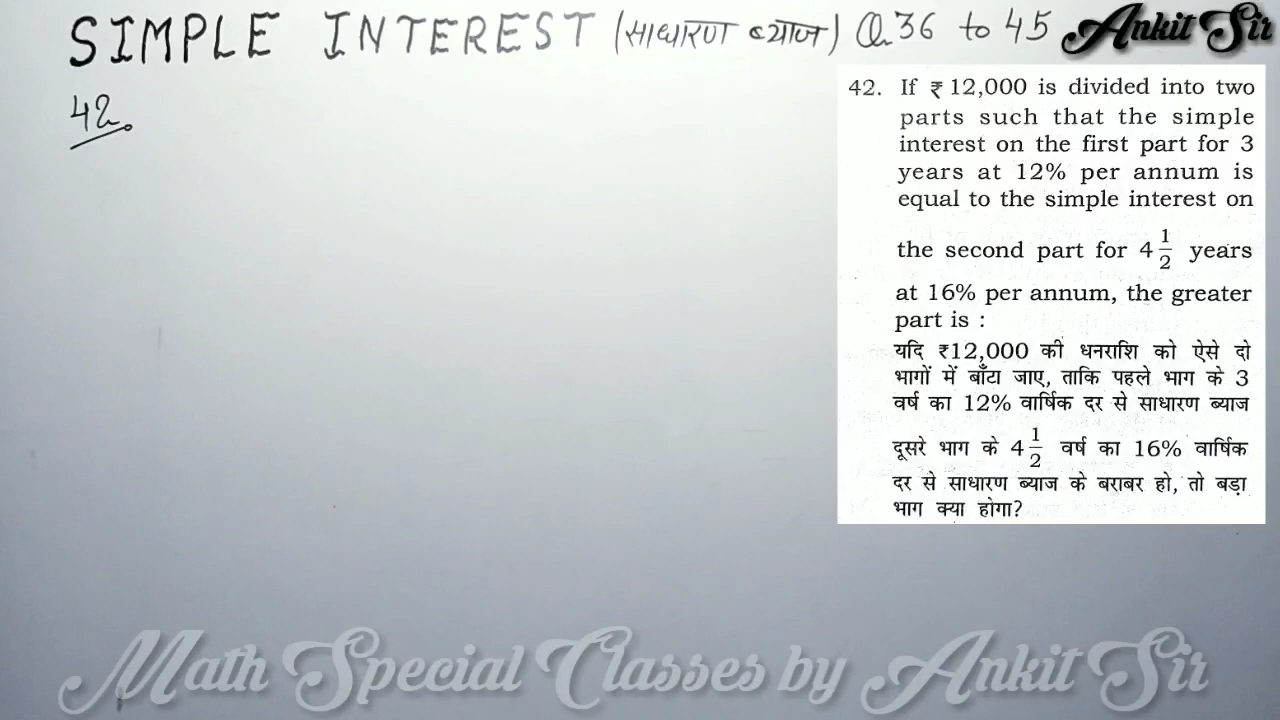 SIMPLE INTEREST (साधारण ब्याज) Q.36 to 45 Ankit Sir
42.
42. If ₹ 12,000 is divided into two
parts such that the simple
interest on the first part for 3
years at 12% per annum is
equal to the simple interest on
the second part for 4 1/2 years
at 16% per annum, the greater
part is :
यदि ₹12,000 की धनराशि को ऐसे दो
भागों में बाँटा जाए, ताकि पहले भाग के 3
वर्ष का 12% वार्षिक दर से साधारण ब्याज
दूसरे भाग के 4 1/2 वर्ष का 16% वार्षिक
दर से साधारण ब्याज के बराबर हो, तो बड़ा
भाग क्या होगा?
Math Special Classes by Ankit Sir